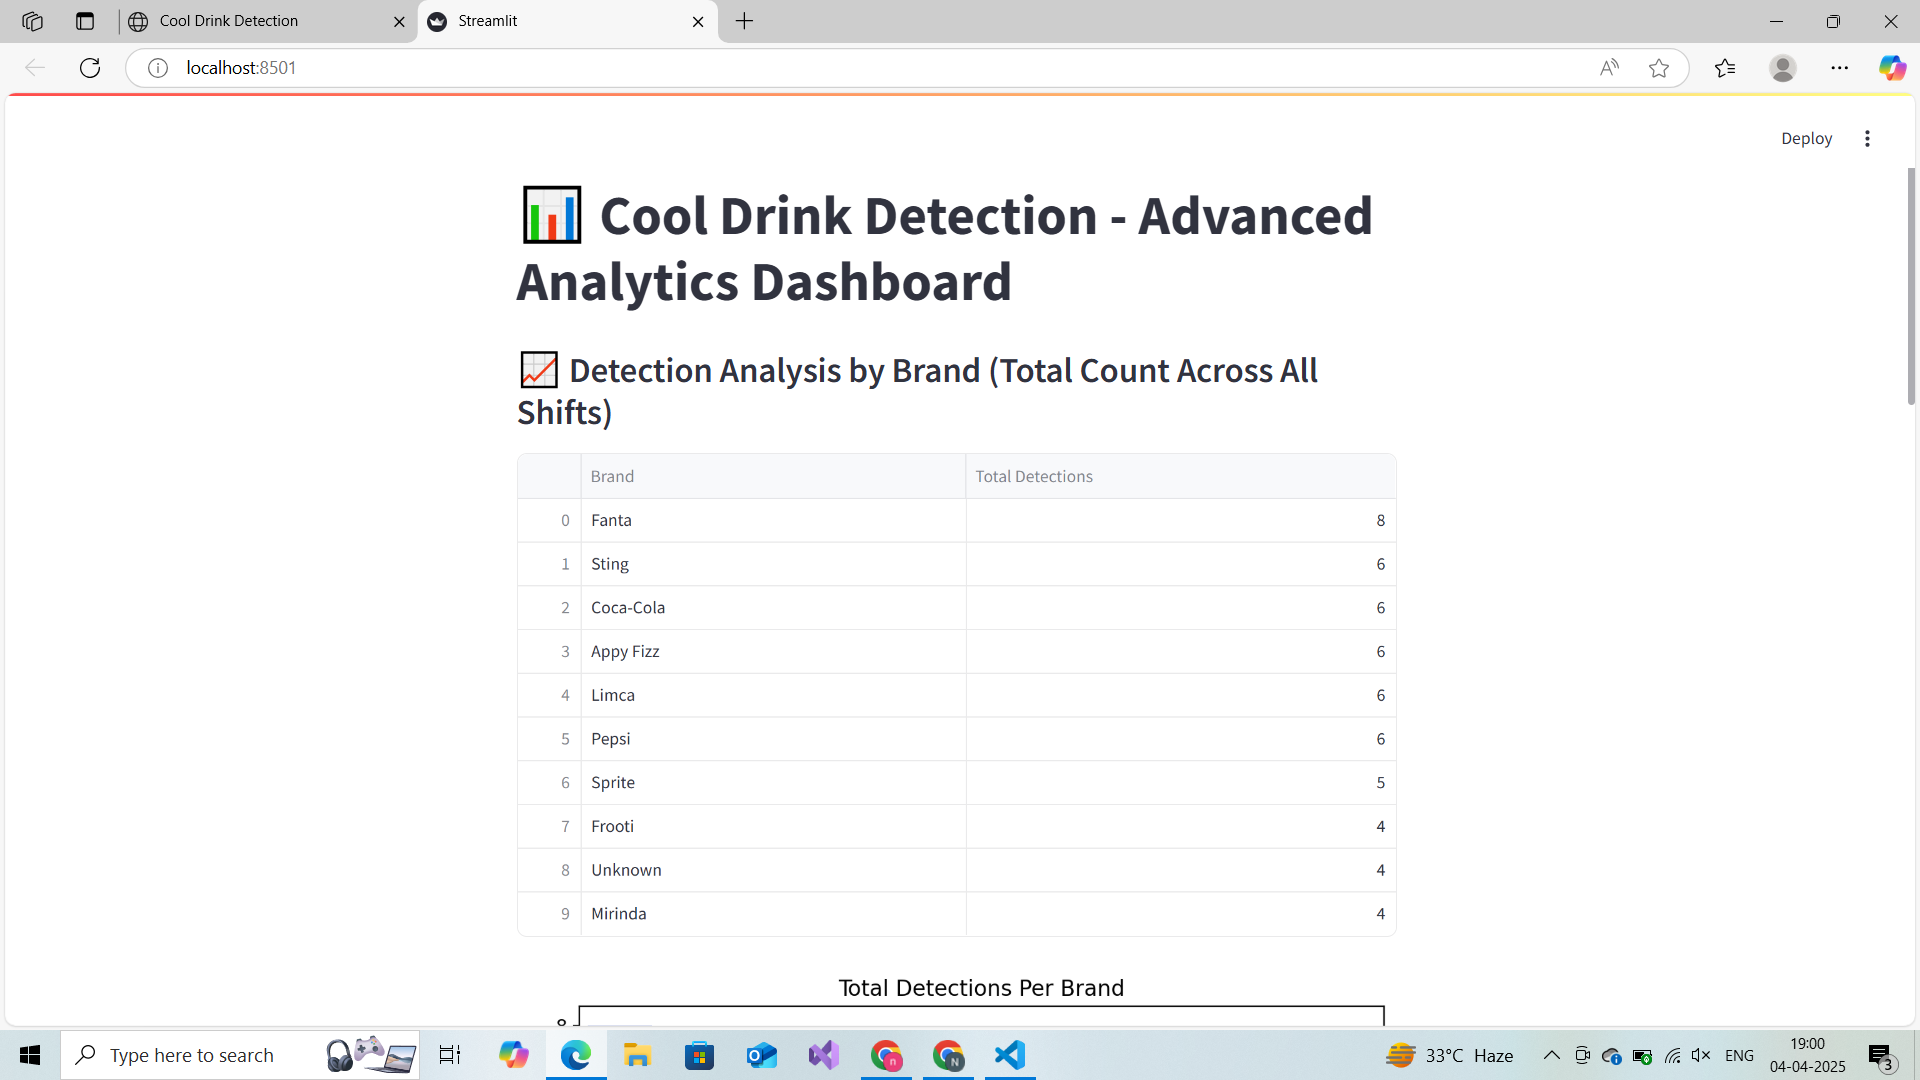 Cool Drink Detection
Streamlit
localhost:8501
Deploy
Cool Drink Detection - Advanced
Analytics Dashboard
Detection Analysis by Brand (Total Count Across All
Shifts)
Brand Total Detections
0 Fanta 8
1 Sting 6
2 Coca-Cola 6
3 Appy Fizz 6
4 Limca 6
5 Pepsi 6
6 Sprite 5
7 Frooti 4
8 Unknown 4
9 Mirinda 4
Total Detections Per Brand
8
Type here to search
33°C Haze
ENG
19:00
04-04-2025
3